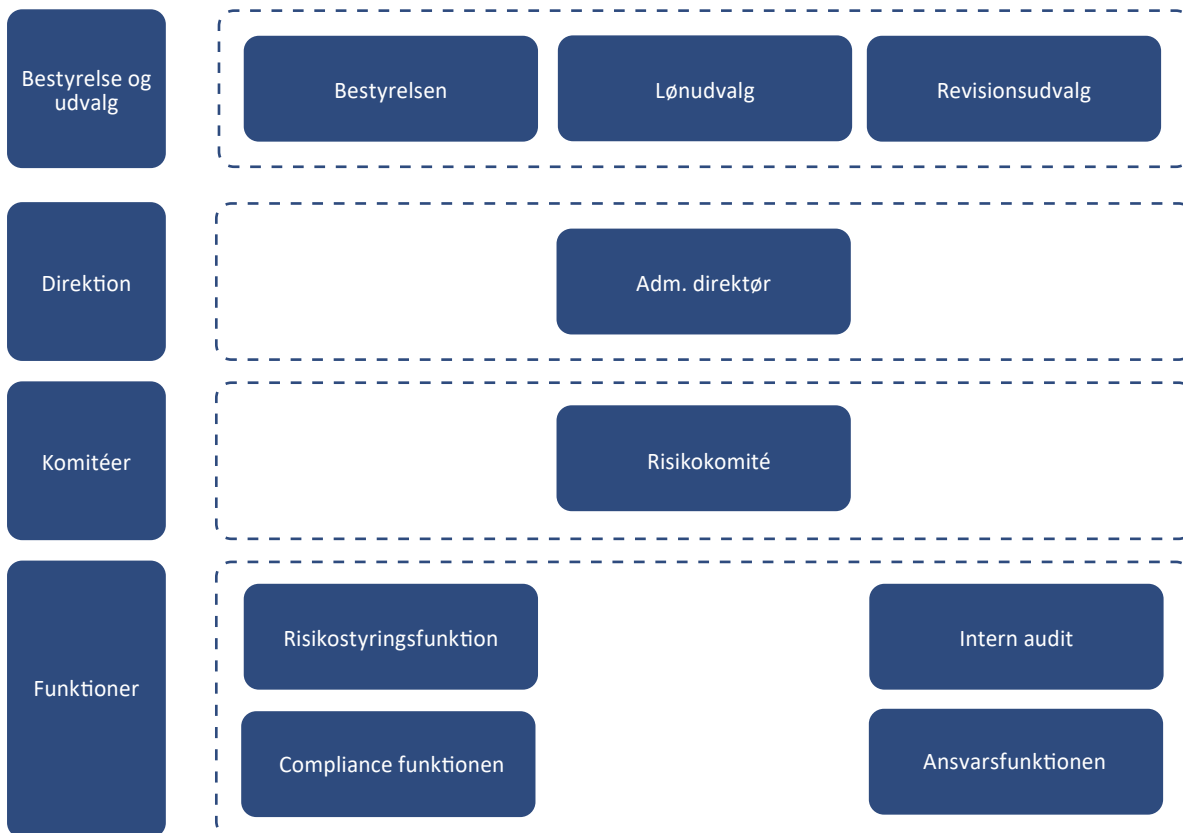 Bestyrelse og
udvalg
Bestyrelsen
Lønudvalg
Revisionsudvalg
Direktion
Adm. direktør
Komitéer
Risikokomité
Funktioner
Risikostyringsfunktion
Intern audit
Compliance funktionen
Ansvarsfunktionen